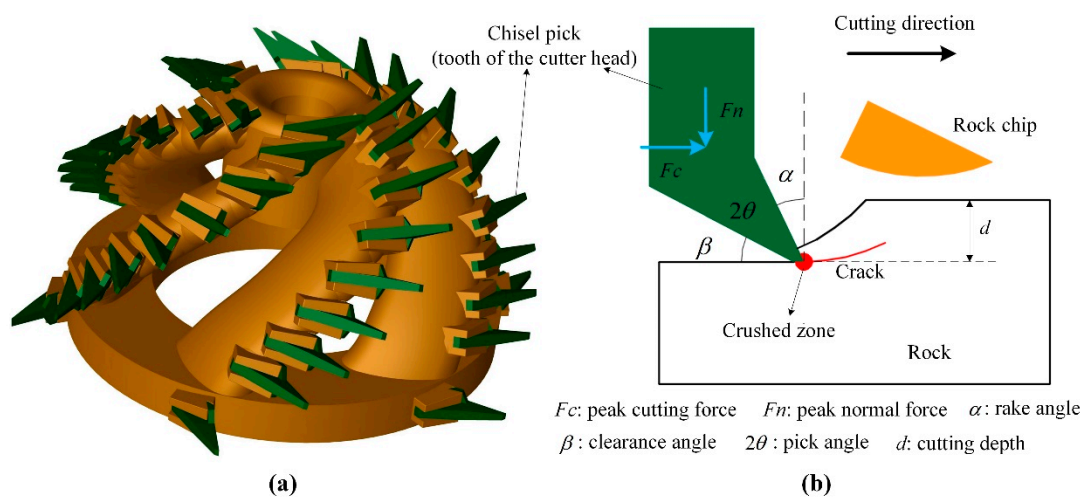 Chisel pick
(tooth of the cutter head)
Cutting direction
Fn
Rock chip
Fc
α
2θ
d
β
Crack
Crushed zone
Rock
Fc: peak cutting force Fn: peak normal force α: rake angle
β: clearance angle 2θ: pick angle d: cutting depth
(a)
(b)